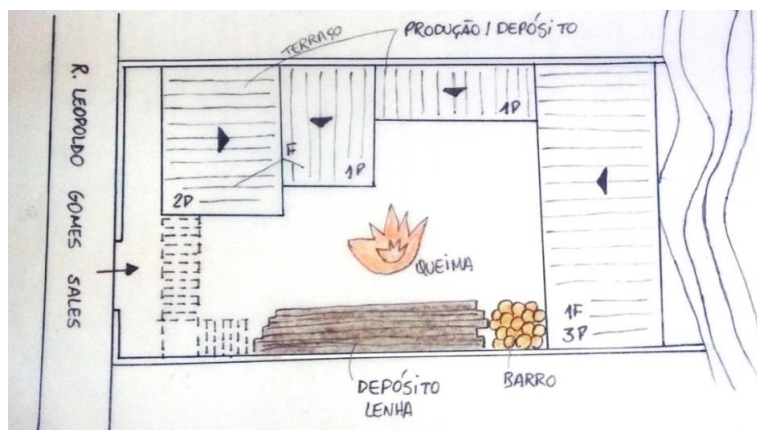 PRODUÇÃO / DEPÓSITO
TERRAÇO
R. LEOPOLDO GOMES SALES
F
1P
1P
2P
QUEIMA
1F
3P
DEPÓSITO
LENHA
BARRO